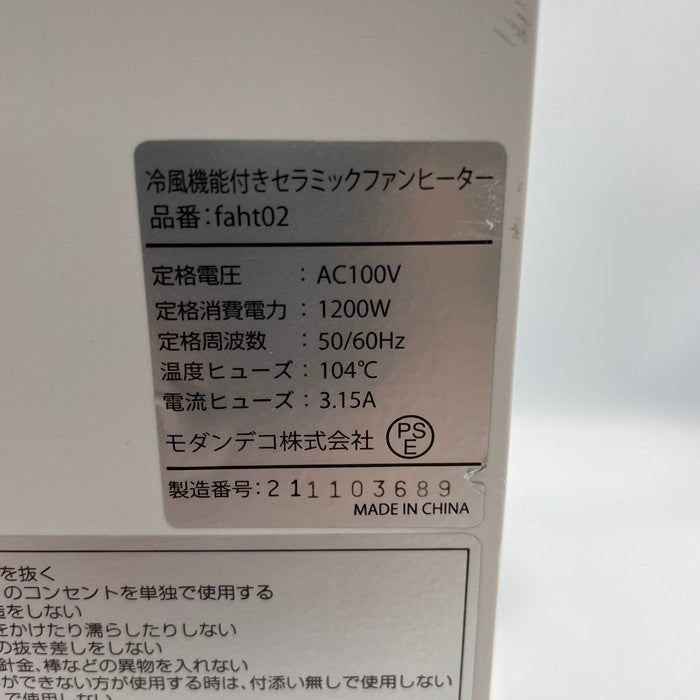 冷風機能付きセラミックファンヒーター
品番:faht02
定格電圧 : AC100V
定格消費電力 : 1200W
定格周波数 : 50/60Hz
温度ヒューズ : 104℃
電流ヒューズ : 3.15A
モダンデコ株式会社 PSE
製造番号:211103689
MADE IN CHINA
を抜く
のコンセントを単独で使用する
をしない
をかけたり濡らしたりしない
の抜き差しをしない
針金、棒などの異物を入れない
ができない方が使用する時は、付添い無しで使用しない
で使用しない